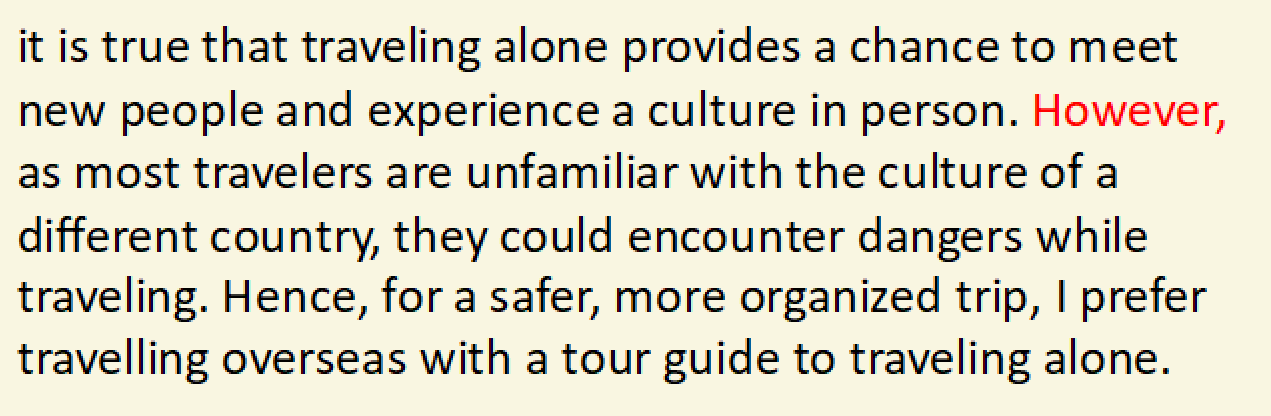 it is true that traveling alone provides a chance to meet
new people and experience a culture in person. However,
as most travelers are unfamiliar with the culture of a
different country, they could encounter dangers while
traveling. Hence, for a safer, more organized trip, I prefer
travelling overseas with a tour guide to traveling alone.